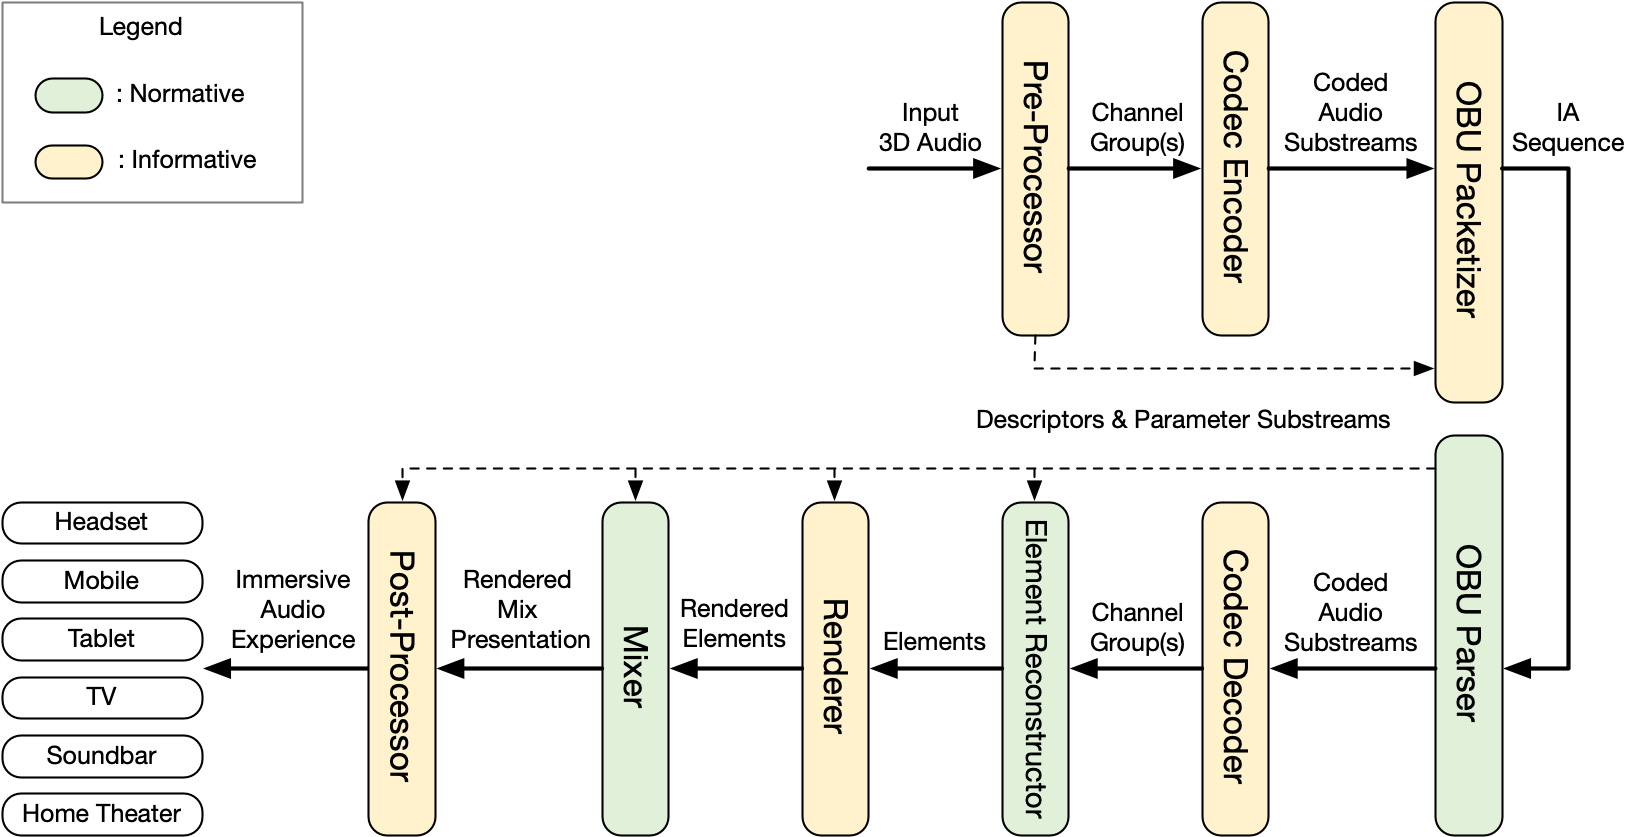 Legend
: Normative
: Informative
Input
3D Audio
Pre-Processor
Channel
Group(s)
Codec Encoder
Coded
Audio
Substreams
OBU Packetizer
IA
Sequence
Descriptors & Parameter Substreams
OBU Parser
Coded
Audio
Substreams
Codec Decoder
Channel
Group(s)
Element Reconstructor
Elements
Renderer
Rendered
Elements
Mixer
Rendered
Mix
Presentation
Post-Processor
Immersive
Audio
Experience
Headset
Mobile
Tablet
TV
Soundbar
Home Theater